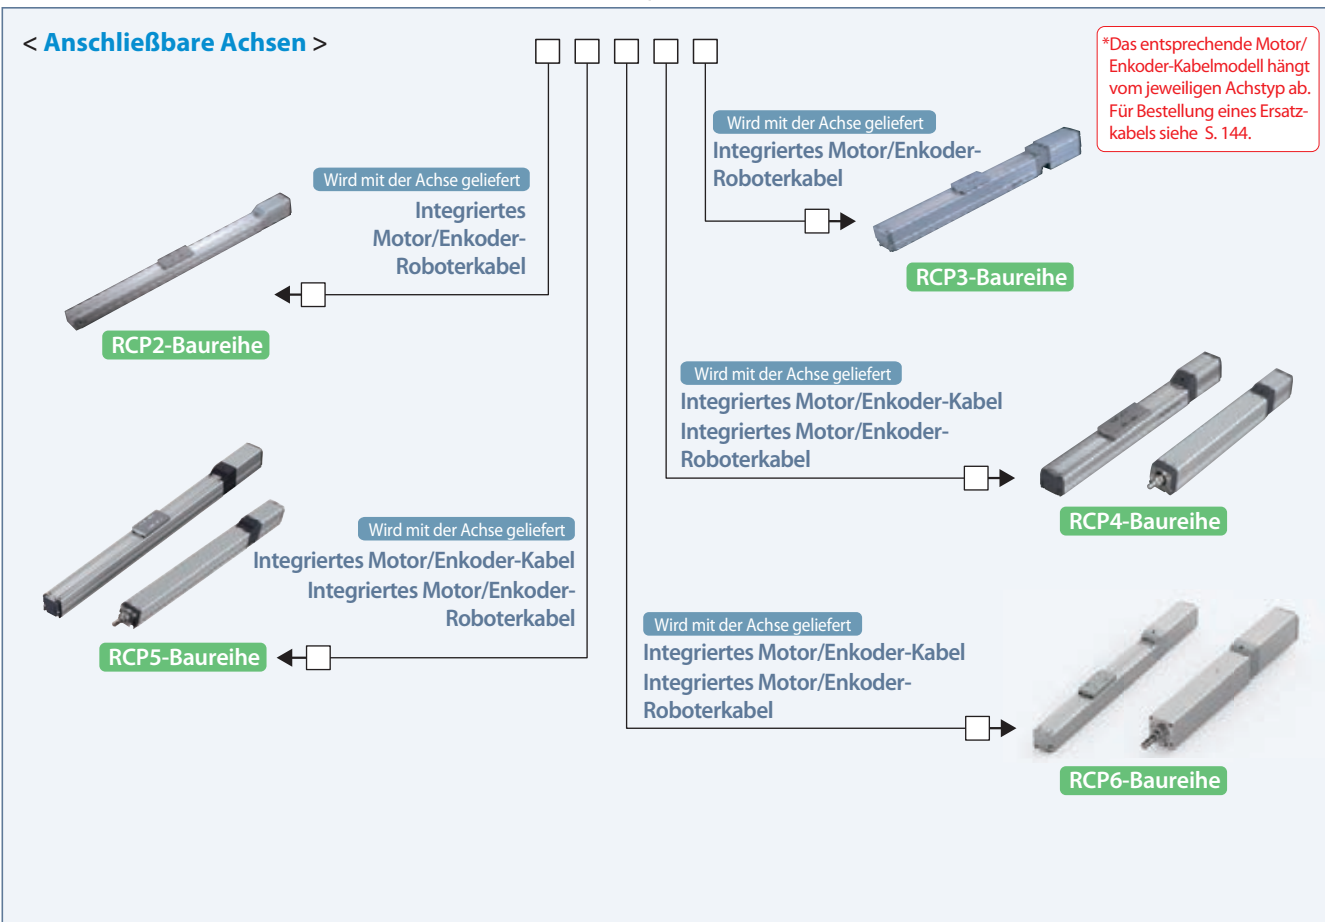 < Anschließbare Achsen >
*Das entsprechende Motor/
Enkoder-Kabelmodell hängt
vom jeweiligen Achstyp ab.
Für Bestellung eines Ersatz-
kabels siehe S. 144.
Wird mit der Achse geliefert
Integriertes
Motor/Enkoder-
Roboterkabel
RCP2-Baureihe
Wird mit der Achse geliefert
Integriertes Motor/Enkoder-
Roboterkabel
RCP3-Baureihe
Wird mit der Achse geliefert
Integriertes Motor/Enkoder-Kabel
Integriertes Motor/Enkoder-
Roboterkabel
RCP4-Baureihe
Wird mit der Achse geliefert
Integriertes Motor/Enkoder-Kabel
Integriertes Motor/Enkoder-
Roboterkabel
RCP5-Baureihe
Wird mit der Achse geliefert
Integriertes Motor/Enkoder-Kabel
Integriertes Motor/Enkoder-
Roboterkabel
RCP6-Baureihe